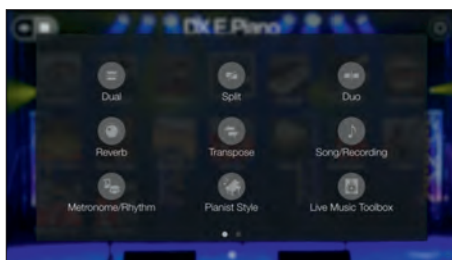 DX E.Piano
Dual
Split
Duo
Reverb
Transpose
Song/Recording
Metronome/Rhythm
Pianist Style
Live Music Toolbox